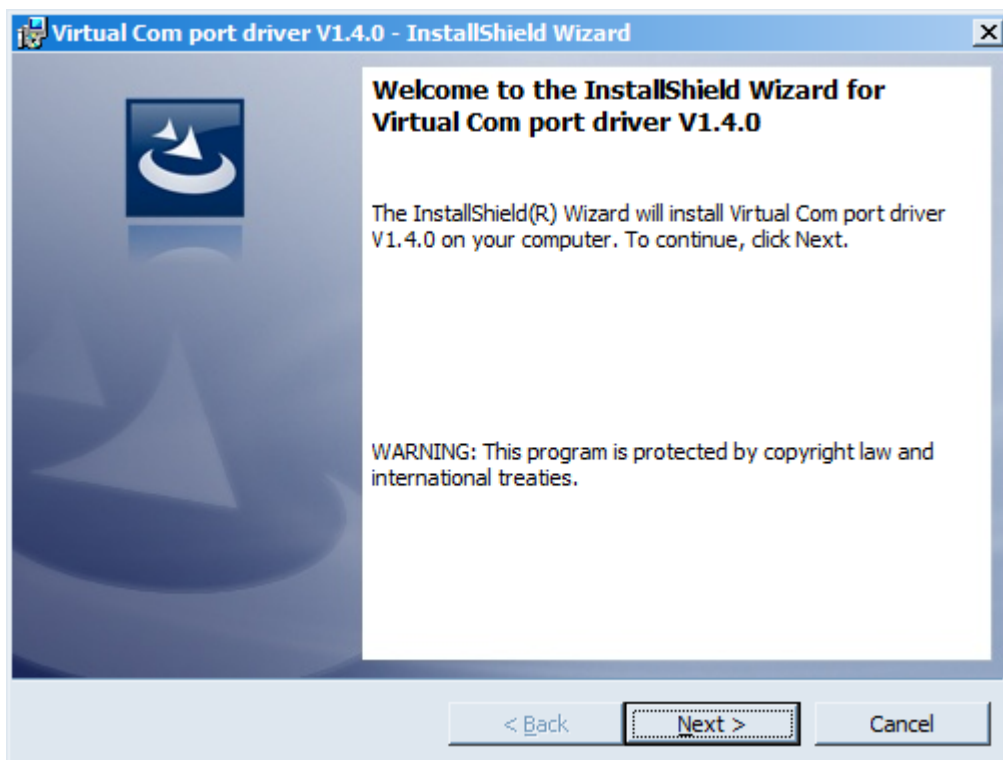 Virtual Com port driver V1.4.0 - InstallShield Wizard
Welcome to the InstallShield Wizard for
Virtual Com port driver V1.4.0
The InstallShield(R) Wizard will install Virtual Com port driver
V1.4.0 on your computer. To continue, click Next.
WARNING: This program is protected by copyright law and
international treaties.
< Back Next > Cancel